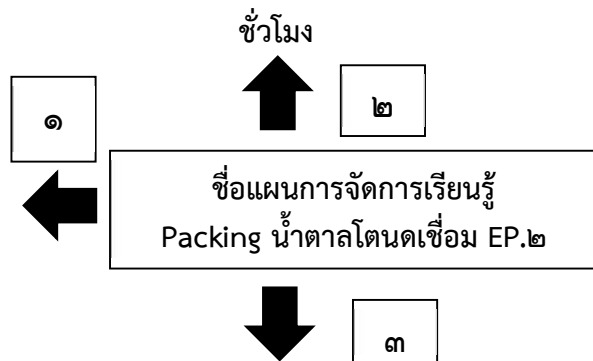 ชั่วโมง
๑
๒
ชื่อแผนการจัดการเรียนรู้
Packing น้ำตาลโตนดเชื่อม EP.๒
๓